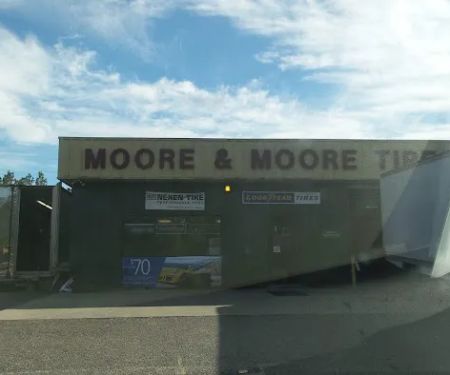 MOORE & MOORE TIRE
NEXEN TIRE
GOODYEAR TIRES
$70